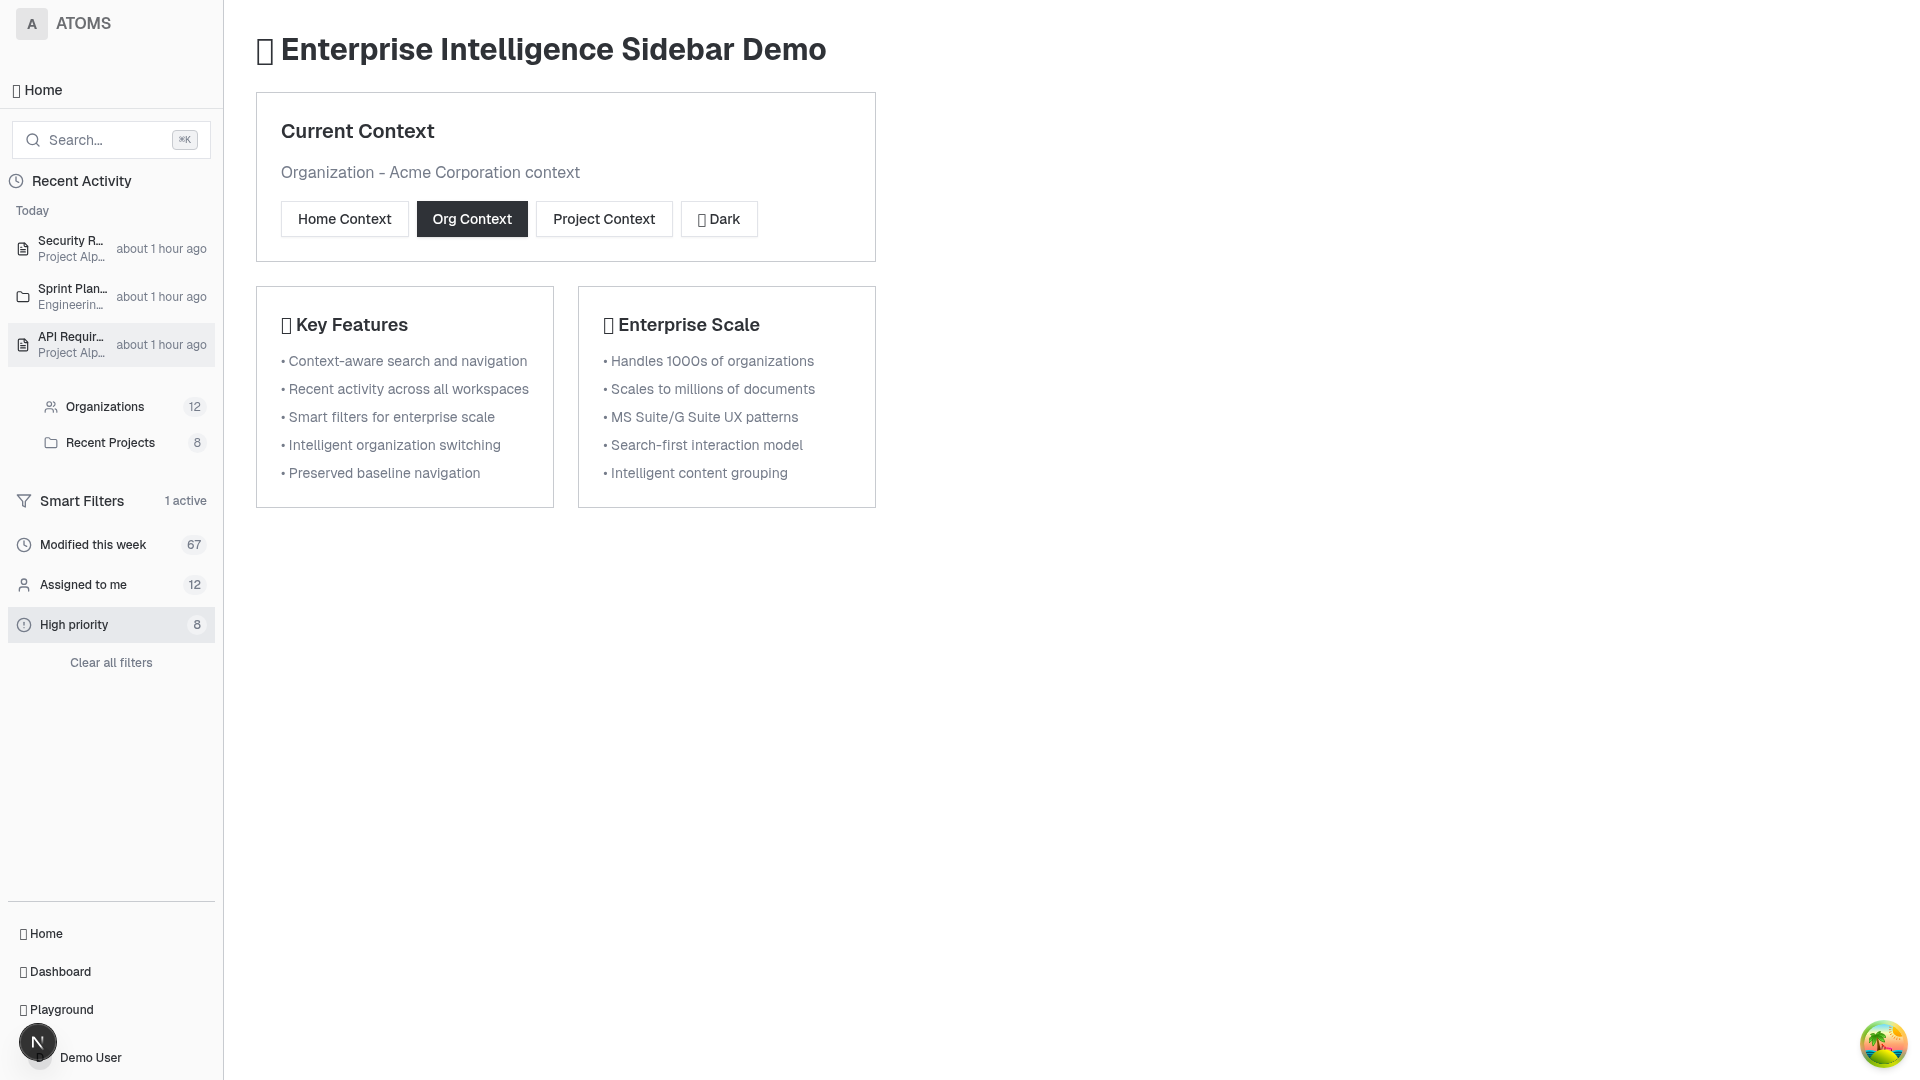 A ATOMS
Home
Search... ⌘K
Recent Activity
Today
Security R... about 1 hour ago
Project Alp...
Sprint Plan... about 1 hour ago
Engineerin...
API Requir... about 1 hour ago
Project Alp...
Organizations 12
Recent Projects 8
Smart Filters 1 active
Modified this week 67
Assigned to me 12
High priority 8
Clear all filters
Home
Dashboard
Playground
N
D Demo User
Enterprise Intelligence Sidebar Demo
Current Context
Organization - Acme Corporation context
Home Context Org Context Project Context Dark
Key Features
• Context-aware search and navigation
• Recent activity across all workspaces
• Smart filters for enterprise scale
• Intelligent organization switching
• Preserved baseline navigation
Enterprise Scale
• Handles 1000s of organizations
• Scales to millions of documents
• MS Suite/G Suite UX patterns
• Search-first interaction model
• Intelligent content grouping